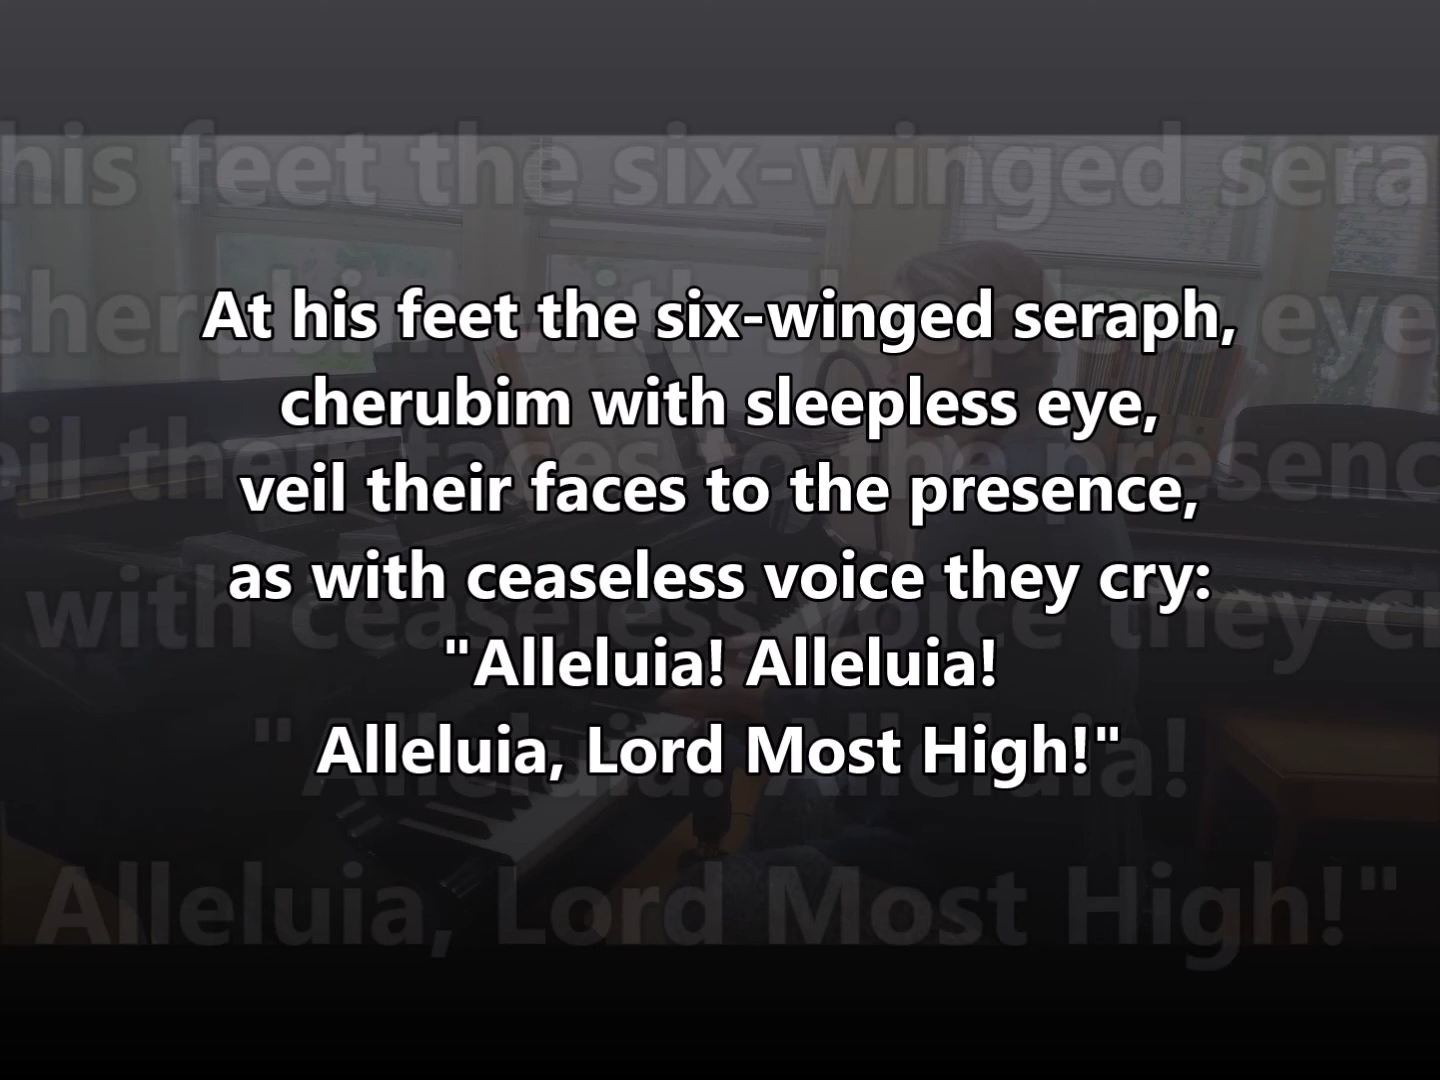 At his feet the six-winged seraph,
cherubim with sleepless eye,
veil their faces to the presence,
as with ceaseless voice they cry:
"Alleluia! Alleluia!
Alleluia, Lord Most High!"